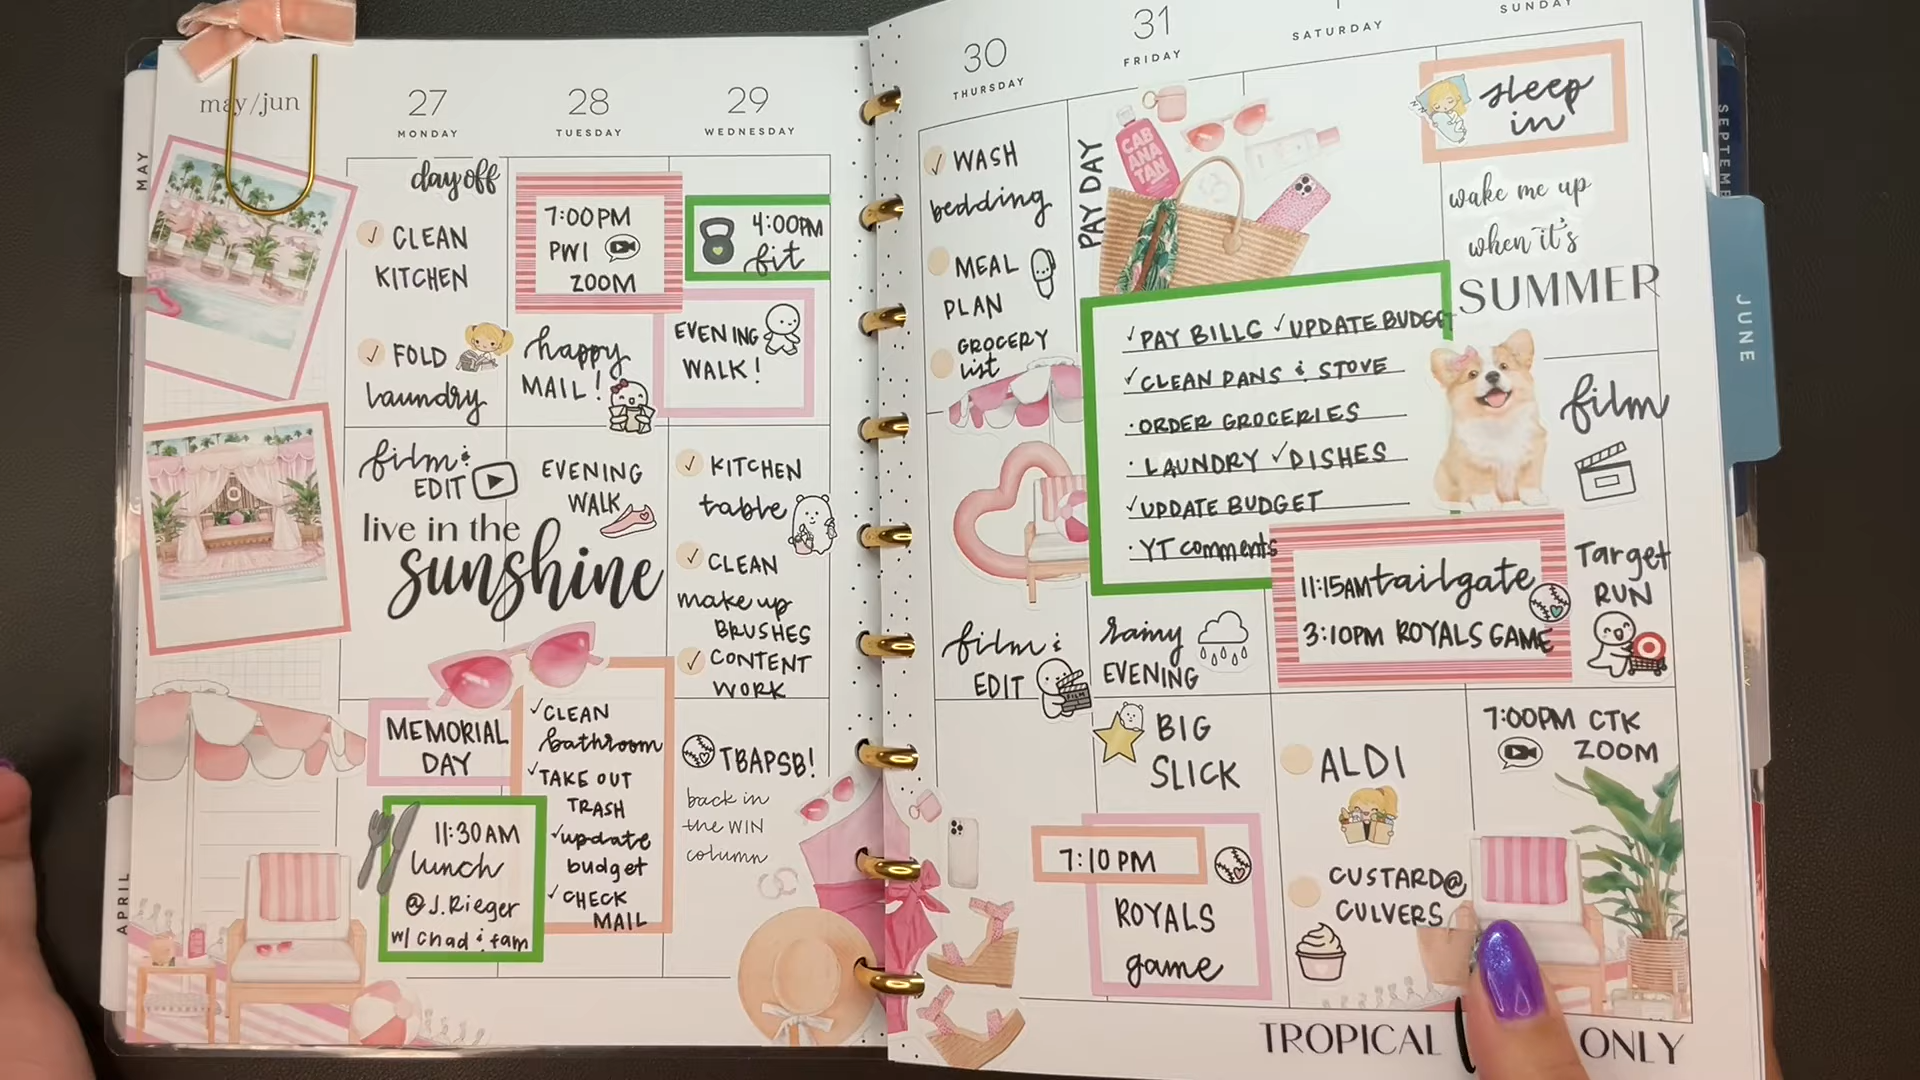 may/jun
27
MONDAY
28
TUESDAY
29
WEDNESDAY
30
THURSDAY
31
FRIDAY
1
SATURDAY
SUNDAY
MAY
APRIL
day off
✓ CLEAN
KITCHEN
✓ FOLD
laundry
film &
EDIT
live in the
sunshine
MEMORIAL
DAY
11:30AM
lunch
@J.Rieger
w/ Chad & fam
7:00PM
PWI
ZOOM
happy
MAIL!
EVENING
WALK
✓CLEAN
bathroom
✓TAKE OUT
TRASH
✓update
budget
✓CHECK
MAIL
4:00PM
fit
EVENING
WALK!
✓ KITCHEN
table
✓ CLEAN
makeup
BRUSHES
✓ CONTENT
WORK
TBAPSB!
back in
the WIN
column
✓ WASH
bedding
MEAL
PLAN
GROCERY
list
film &
EDIT
PAY DAY
CAB
ANA
TAN
✓PAY BILLS ✓UPDATE BUDGET
✓CLEAN PANS & STOVE
·ORDER GROCERIES
·LAUNDRY ✓DISHES
✓UPDATE BUDGET
·YT comments
rainy
EVENING
BIG
SLICK
7:10 PM
ROYALS
game
11:15AM tailgate
3:10PM ROYALS GAME
ALDI
CUSTARD@
CULVERS
sleep
in
wake me up
when it's
SUMMER
film
Target
RUN
7:00PM CTK
ZOOM
TROPICAL
ONLY
SEPTEMB
JUNE